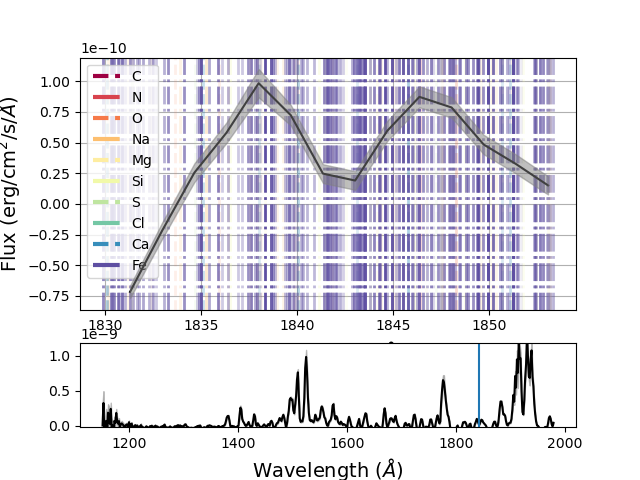 1e−10
1.00
0.75
0.50
0.25
0.00
−0.25
−0.50
−0.75
Flux (erg/cm²/s/Å)
C
N
O
Na
Mg
Si
S
Cl
Ca
Fe
1830 1835 1840 1845 1850
1e−9
1.0
0.5
0.0
1200 1400 1600 1800 2000
Wavelength (Å)